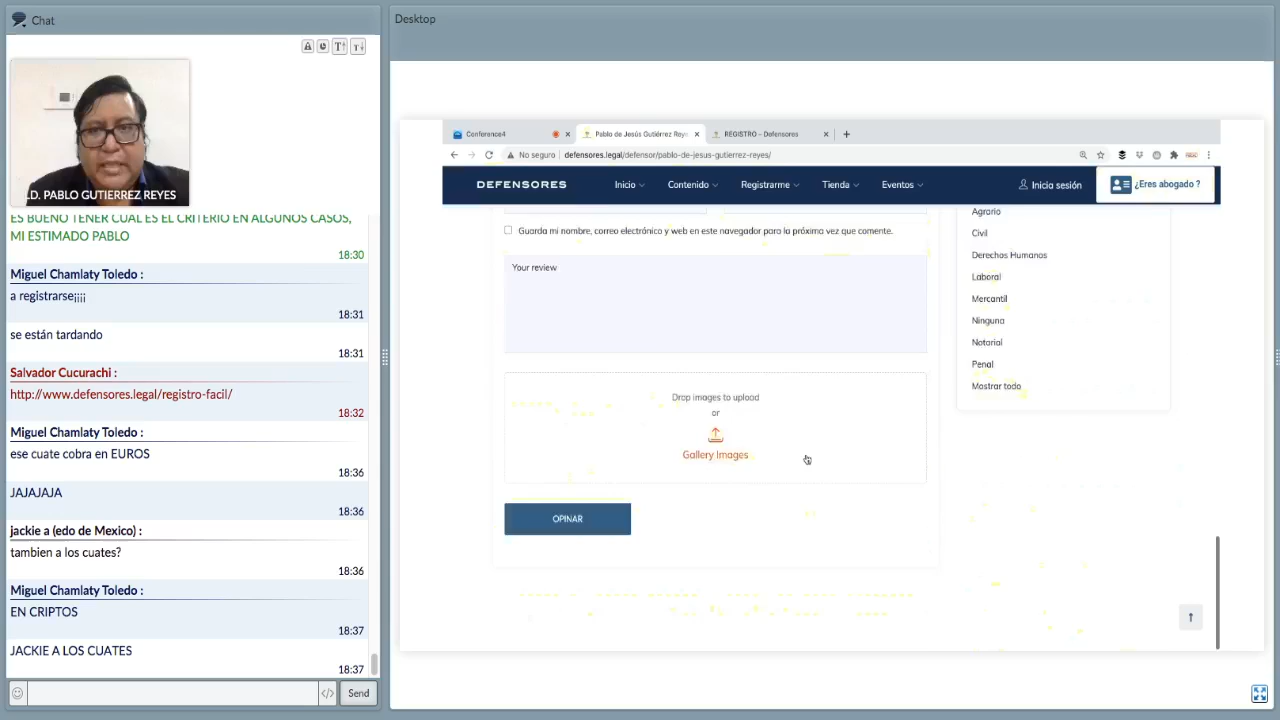 Chat
.D. PABLO GUTIERREZ REYES
ES BUENO TENER CUAL ES EL CRITERIO EN ALGUNOS CASOS,
MI ESTIMADO PABLO
18:30
Miguel Chamlaty Toledo :
a registrarse¡¡¡¡
18:31
se están tardando
18:31
Salvador Cucurachi :
http://www.defensores.legal/registro-facil/
18:32
Miguel Chamlaty Toledo :
ese cuate cobra en EUROS
18:36
JAJAJAJA
18:36
jackie a (edo de Mexico) :
tambien a los cuates?
18:36
Miguel Chamlaty Toledo :
EN CRIPTOS
18:37
JACKIE A LOS CUATES
18:37
Send
Desktop
Conference4
Pablo de Jesús Gutiérrez Reye
REGISTRO – Defensores
No seguro
defensores.legal/defensor/pablo-de-jesus-gutierrez-reyes/
DEFENSORES
Inicio
Contenido
Registrarme
Tienda
Eventos
Inicia sesión
¿Eres abogado ?
Guarda mi nombre, correo electrónico y web en este navegador para la próxima vez que comente.
Your review
Drop images to upload
or
Gallery Images
OPINAR
Agrario
Civil
Derechos Humanos
Laboral
Mercantil
Ninguna
Notarial
Penal
Mostrar todo